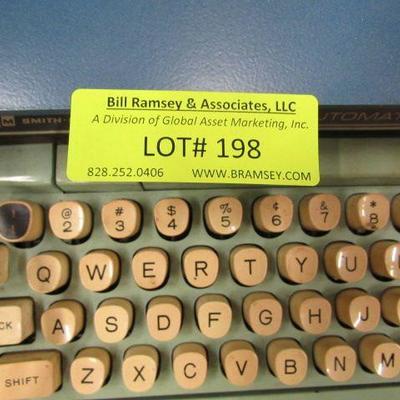 SMITH-
Bill Ramsey & Associates, LLC
A Division of Global Asset Marketing, Inc.
LOT# 198
828.252.0406 WWW.BRAMSEY.COM
@ # $ % ¢ & *
2 3 4 5 6 7 8
Q W E R T Y U
A S D F G H J
SHIFT Z X C V B N M